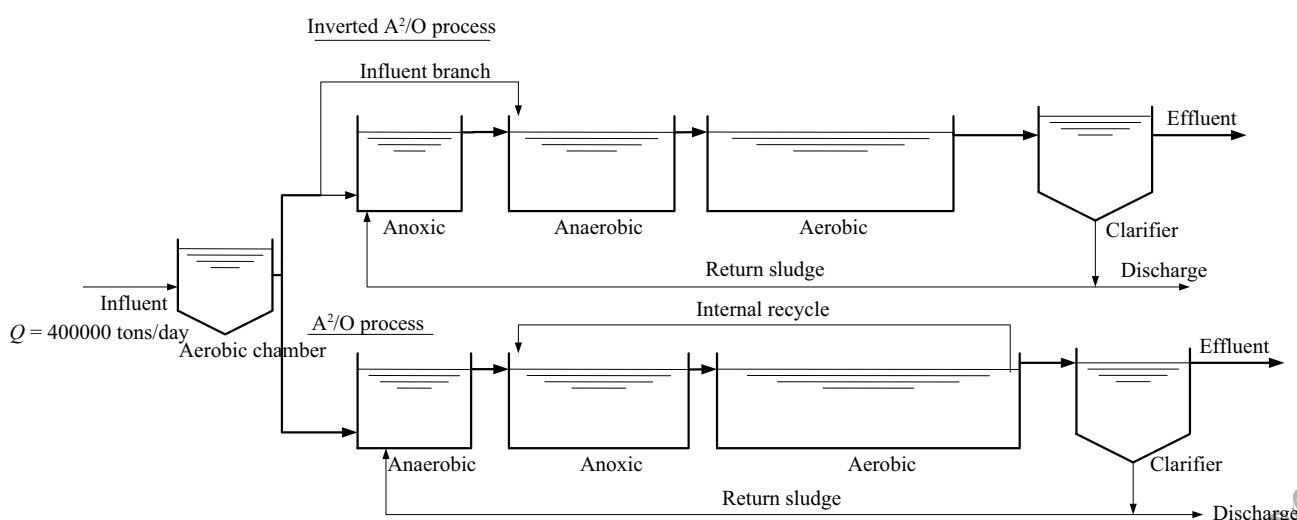 Inverted A²/O process
Influent branch
Effluent
Anoxic
Anaerobic
Aerobic
Clarifier
Return sludge
Discharge
Influent
Q = 400000 tons/day
Aerobic chamber
A²/O process
Internal recycle
Effluent
Anaerobic
Anoxic
Aerobic
Clarifier
Return sludge
Discharge